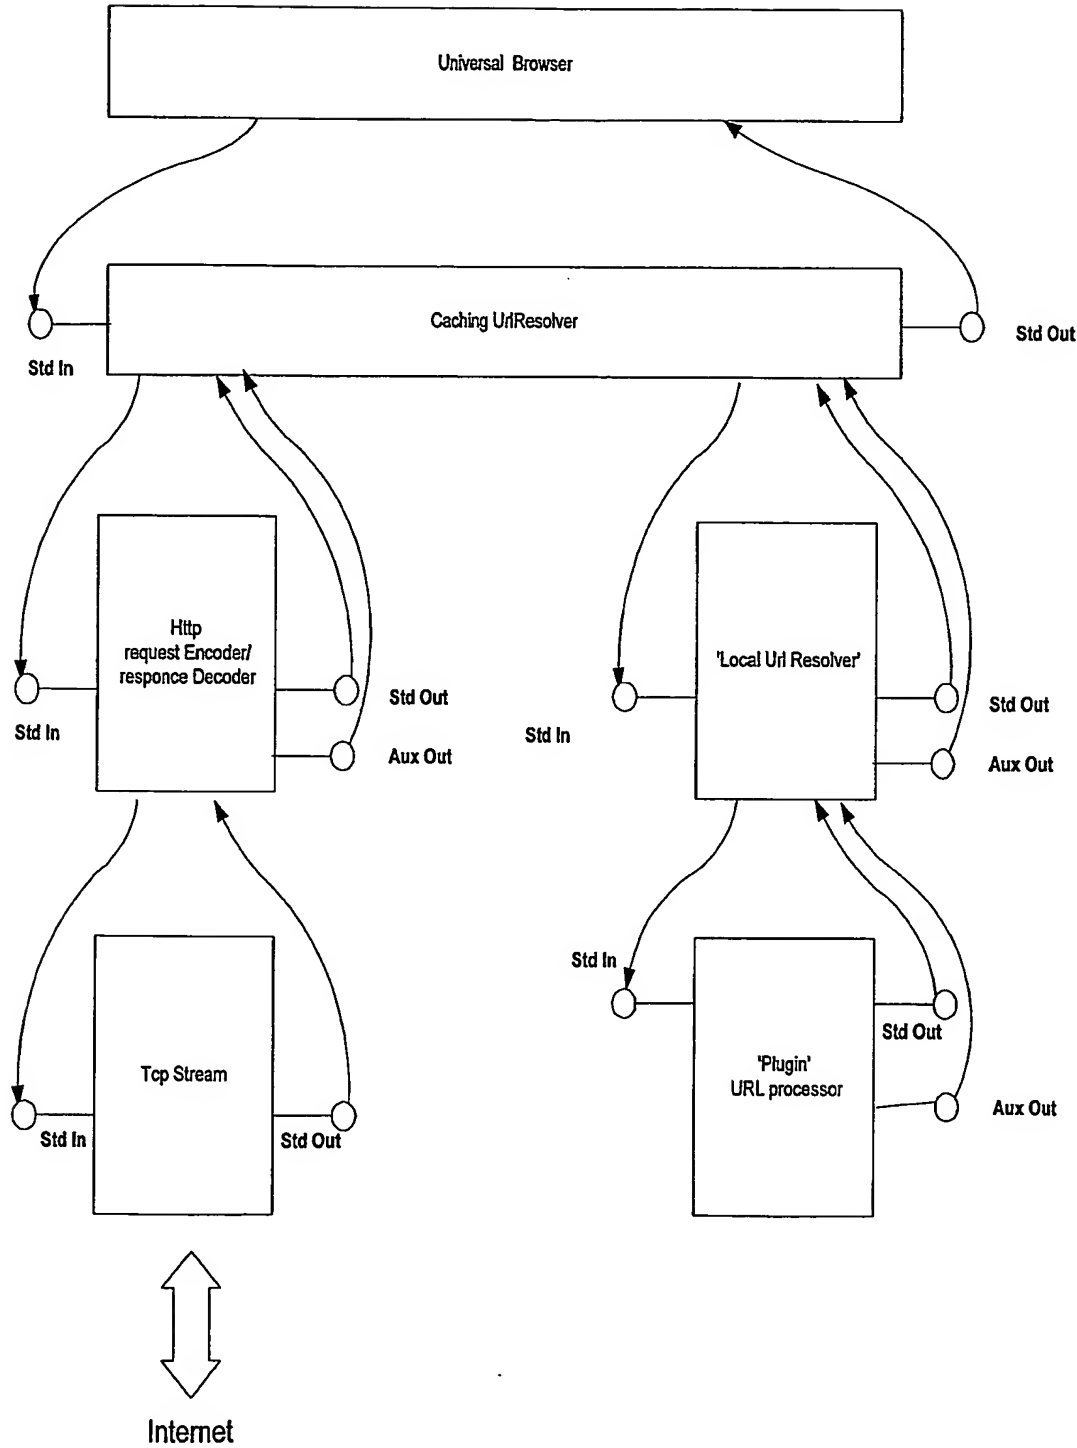 Universal Browser
Caching UrlResolver
Std In
Std Out
Http
request Encoder/
responce Decoder
'Local Url Resolver'
Std In
Std Out
Std In
Std Out
Aux Out
Aux Out
Std In
Std Out
'Plugin'
URL processor
Tcp Stream
Aux Out
Std In
Std Out
Internet